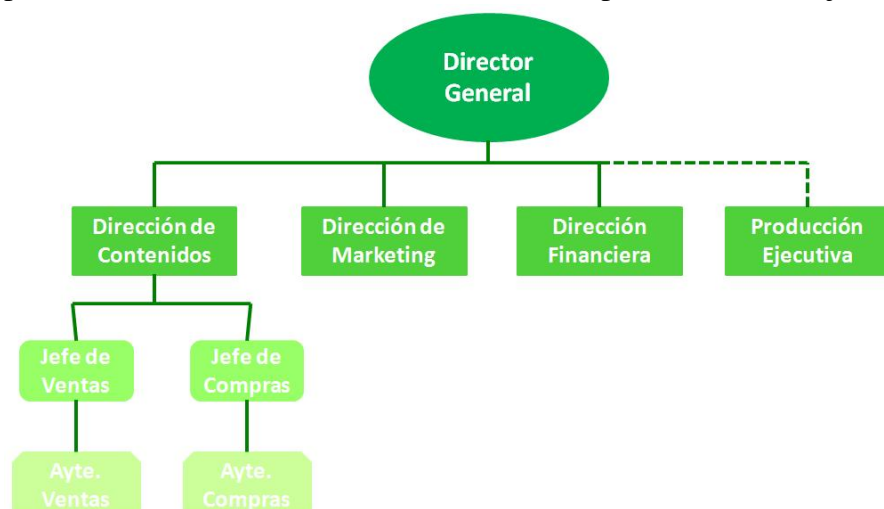 Director
General
Dirección de
Contenidos
Dirección de
Marketing
Dirección
Financiera
Producción
Ejecutiva
Jefe de
Ventas
Jefe de
Compras
Ayte.
Ventas
Ayte.
Compras